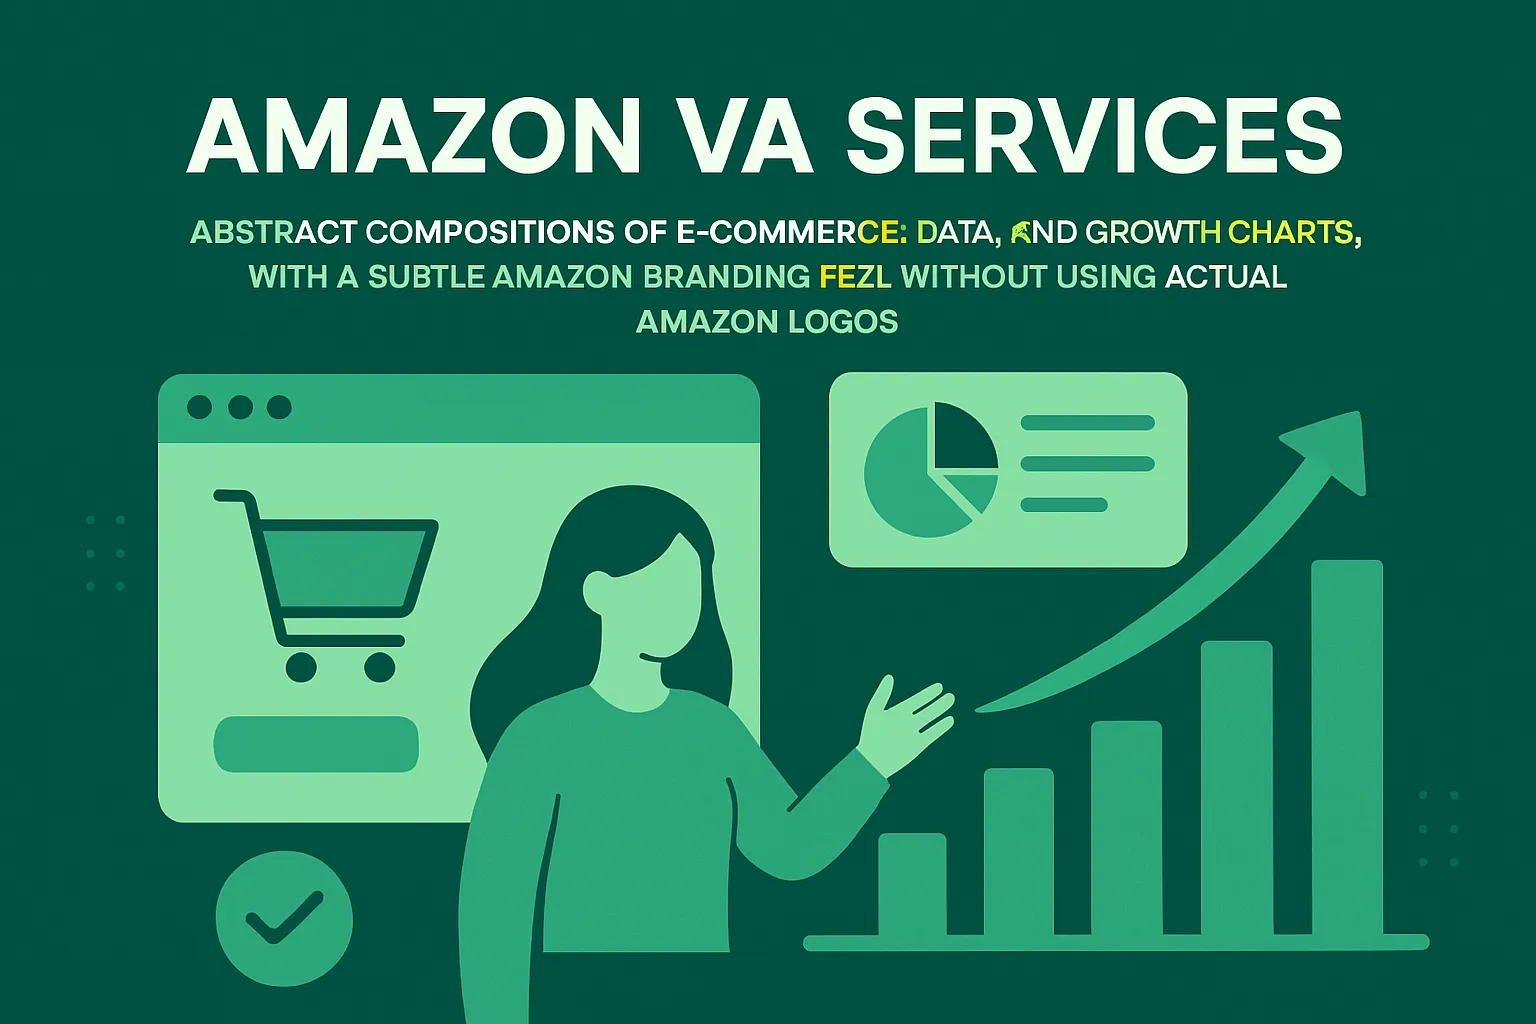 AMAZON VA SERVICES
ABSTRACT COMPOSITIONS OF E-COMMERCE: DATA, AND GROWTH CHARTS,
WITH A SUBTLE AMAZON BRANDING FEZL WITHOUT USING ACTUAL
AMAZON LOGOS